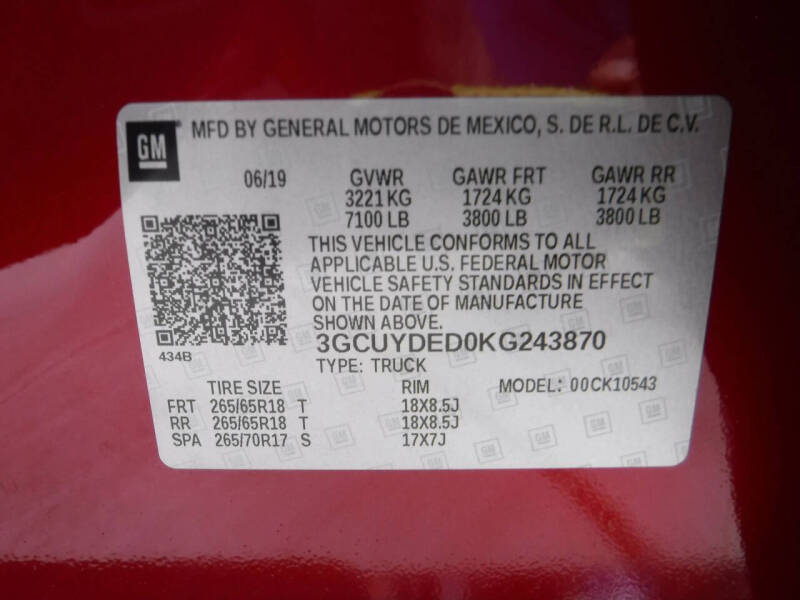 GM
MFD BY GENERAL MOTORS DE MEXICO, S. DE R.L. DE C.V.
06/19 GVWR GAWR FRT GAWR RR
3221 KG 1724 KG 1724 KG
7100 LB 3800 LB 3800 LB
THIS VEHICLE CONFORMS TO ALL
APPLICABLE U.S. FEDERAL MOTOR
VEHICLE SAFETY STANDARDS IN EFFECT
ON THE DATE OF MANUFACTURE
SHOWN ABOVE.
434B
3GCUYDED0KG243870
TYPE: TRUCK
TIRE SIZE RIM MODEL: 00CK10543
FRT 265/65R18 T 18X8.5J
RR 265/65R18 T 18X8.5J
SPA 265/70R17 S 17X7J